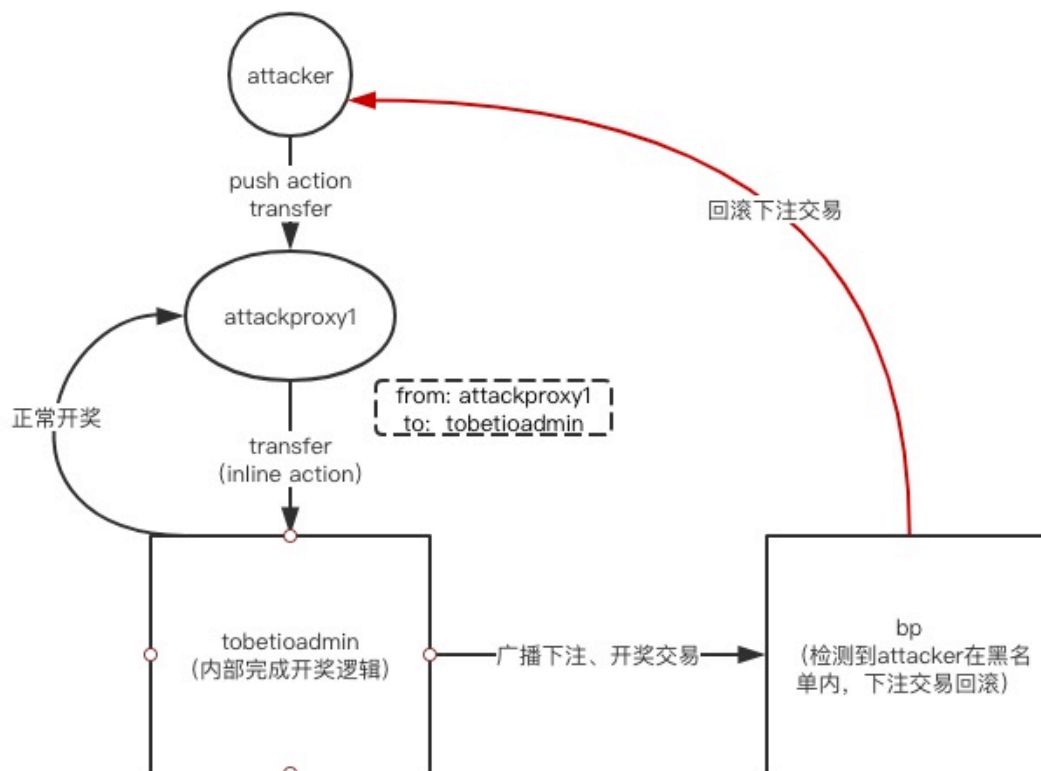 attacker
push action
transfer
回滚下注交易
attackproxy1
from: attackproxy1
to: tobetioadmin
正常开奖
transfer
(inline action)
tobetioadmin
（内部完成开奖逻辑）
广播下注、开奖交易
bp
（检测到attacker在黑名
单内，下注交易回滚）